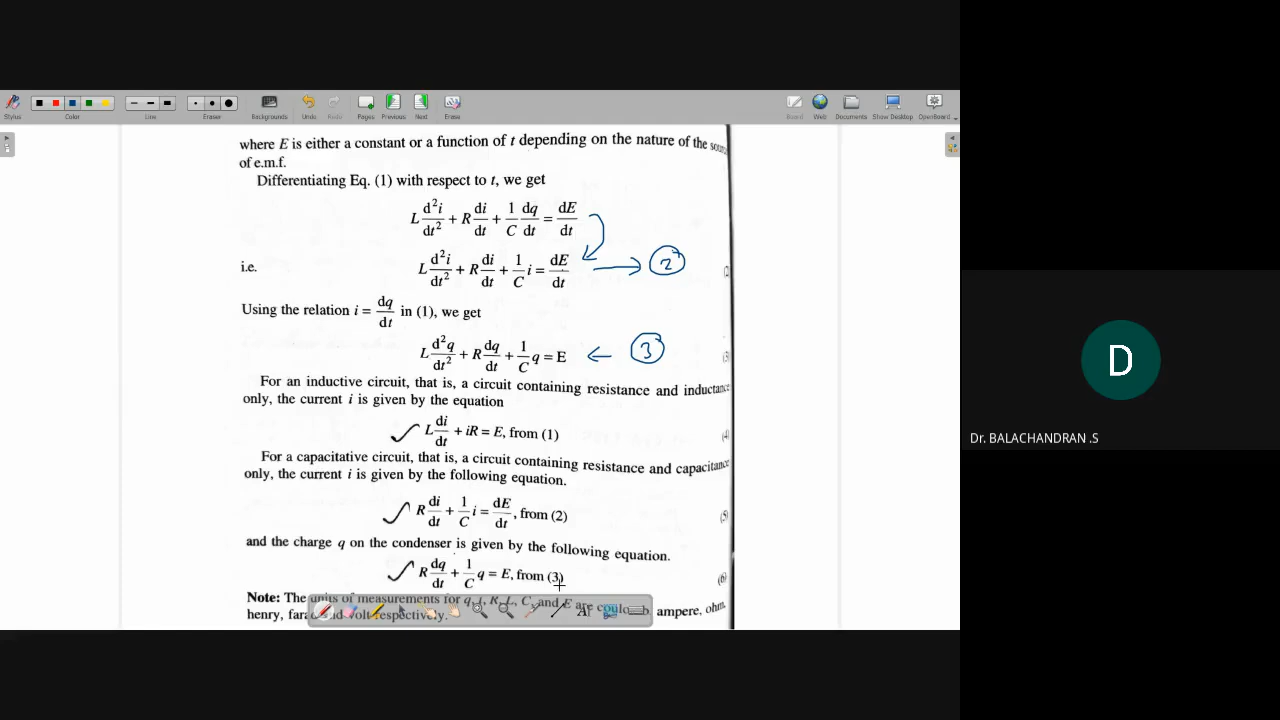 Stylus Color Line Eraser Backgrounds Undo Redo Pages Previous Next Erase Board Web Documents Show Desktop OpenBoard
where E is either a constant or a function of t depending on the nature of the
of e.m.f.
Differentiating Eq. (1) with respect to t, we get
L d²i/dt² + R di/dt + 1/C dq/dt = dE/dt
i.e. L d²i/dt² + R di/dt + 1/C i = dE/dt → 2 (2
Using the relation i = dq/dt in (1), we get
L d²q/dt² + R dq/dt + 1/C q = E ← 3 (3)
For an inductive circuit, that is, a circuit containing resistance and inductance
only, the current i is given by the equation
L di/dt + iR = E, from (1) (4)
For a capacitative circuit, that is, a circuit containing resistance and capacitance
only, the current i is given by the following equation.
R di/dt + 1/C i = dE/dt, from (2) (5)
and the charge q on the condenser is given by the following equation.
R dq/dt + 1/C q = E, from (3) (6)
Note: The units of measurements for q, i, R, L, C, and E are ampere, ohm,
henry, volt respectively.
D
Dr. BALACHANDRAN .S